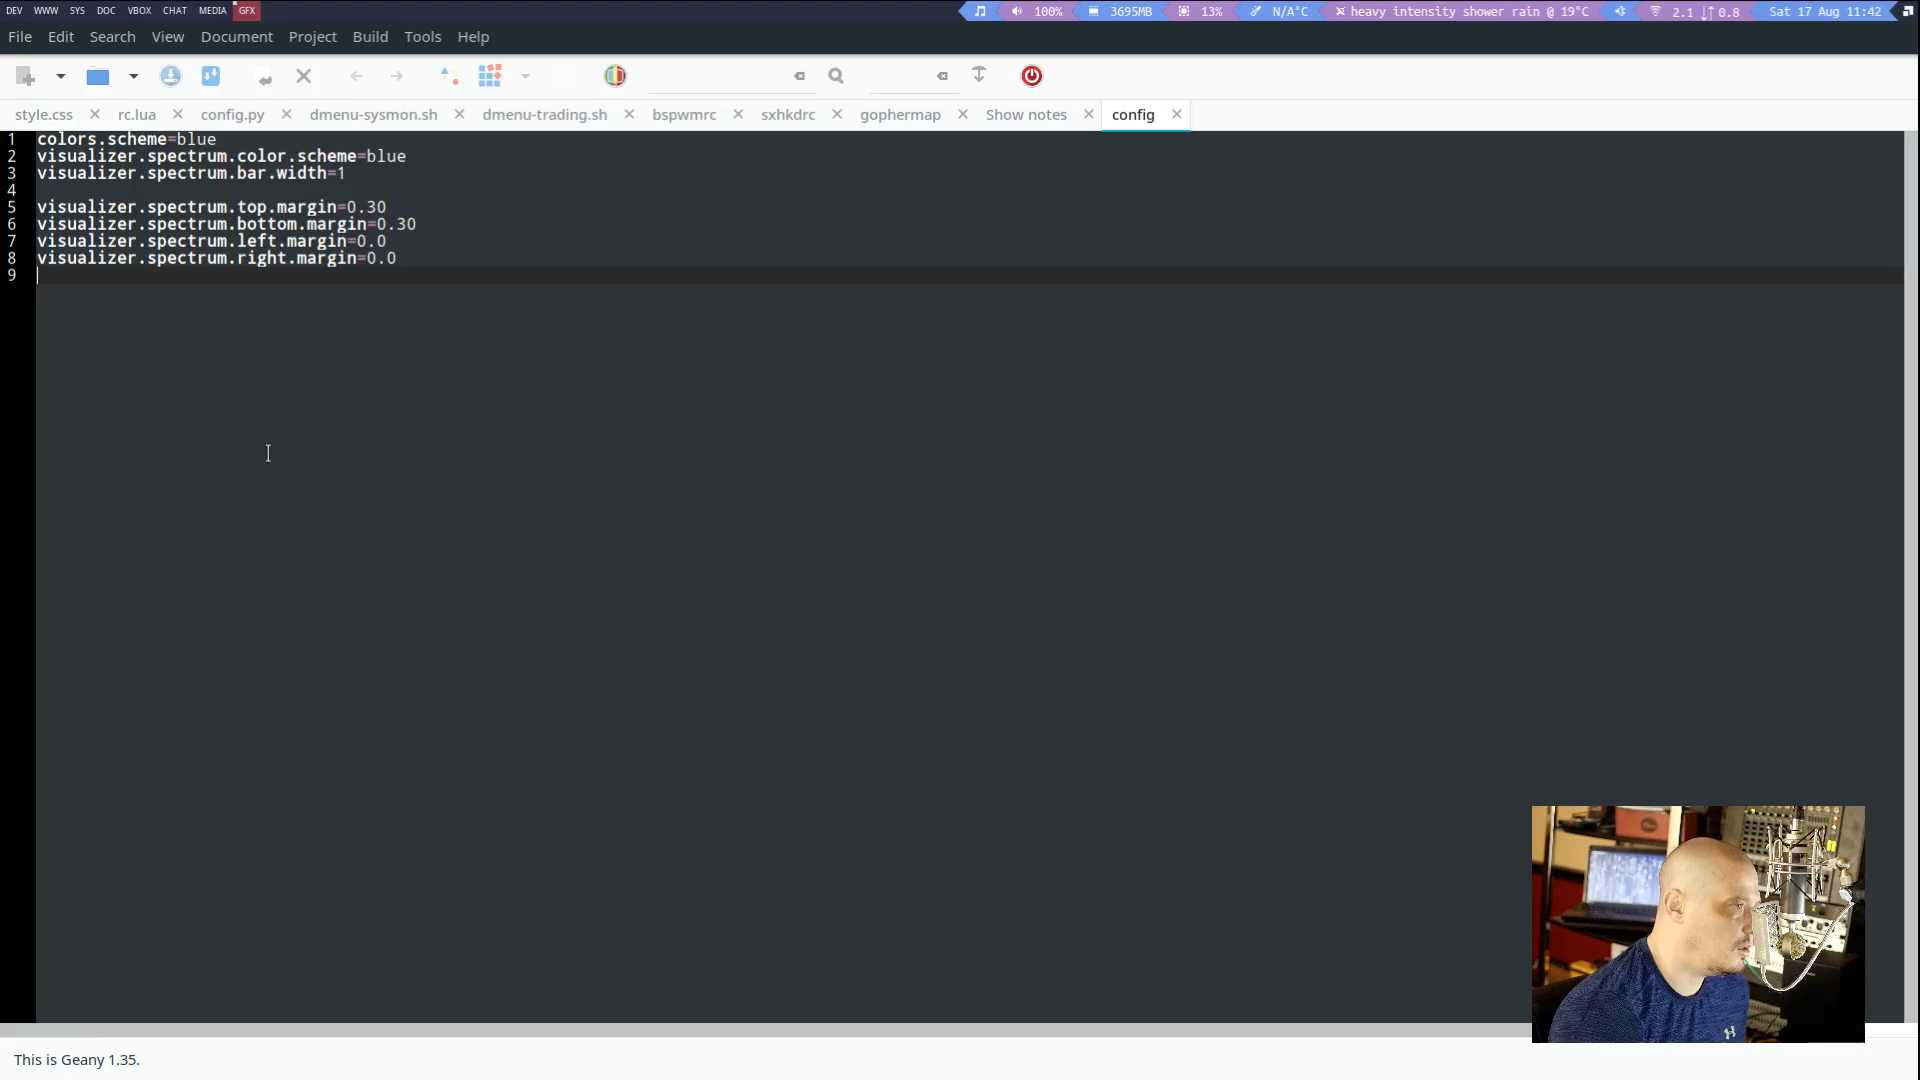 DEV WWW SYS DOC VBOX CHAT MEDIA GFX 100% 3695MB 13% N/A°C heavy intensity shower rain @ 19°C 2.1 ↓↑ 0.8 Sat 17 Aug 11:42
File Edit Search View Document Project Build Tools Help
style.css rc.lua config.py dmenu-sysmon.sh dmenu-trading.sh bspwmrc sxhkdrc gophermap Show notes config
1 colors.scheme=blue
2 visualizer.spectrum.color.scheme=blue
3 visualizer.spectrum.bar.width=1
4
5 visualizer.spectrum.top.margin=0.30
6 visualizer.spectrum.bottom.margin=0.30
7 visualizer.spectrum.left.margin=0.0
8 visualizer.spectrum.right.margin=0.0
9
This is Geany 1.35.